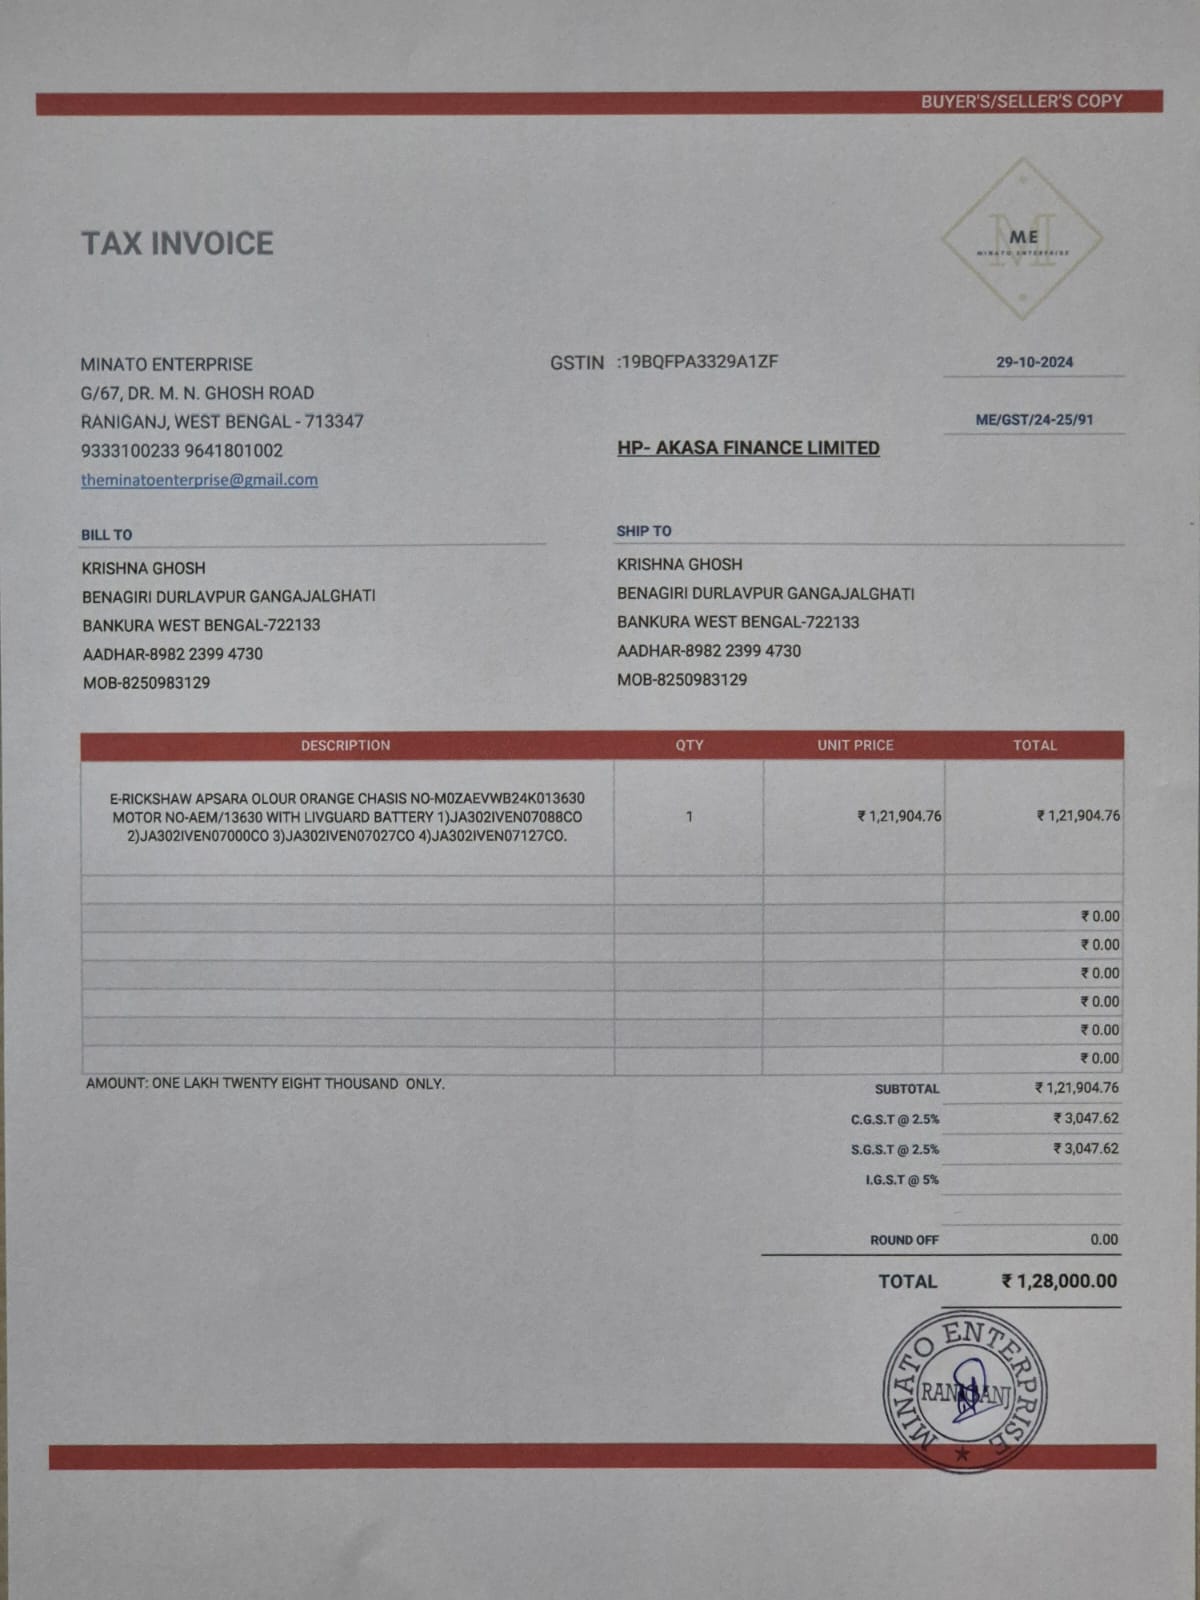 BUYER'S/SELLER'S COPY
TAX INVOICE
ME
MINATO ENTERPRISE
MINATO ENTERPRISE
G/67, DR. M. N. GHOSH ROAD
RANIGANJ, WEST BENGAL - 713347
9333100233 9641801002
theminatoenterprise@gmail.com
GSTIN :19BQFPA3329A1ZF
29-10-2024
ME/GST/24-25/91
HP- AKASA FINANCE LIMITED
BILL TO
KRISHNA GHOSH
BENAGIRI DURLAVPUR GANGAJALGHATI
BANKURA WEST BENGAL-722133
AADHAR-8982 2399 4730
MOB-8250983129
SHIP TO
KRISHNA GHOSH
BENAGIRI DURLAVPUR GANGAJALGHATI
BANKURA WEST BENGAL-722133
AADHAR-8982 2399 4730
MOB-8250983129
DESCRIPTION QTY UNIT PRICE TOTAL
E-RICKSHAW APSARA OLOUR ORANGE CHASIS NO-M0ZAEVWB24K013630
MOTOR NO-AEM/13630 WITH LIVGUARD BATTERY 1)JA302IVEN07088CO
2)JA302IVEN07000CO 3)JA302IVEN07027CO 4)JA302IVEN07127CO.
1 ₹ 1,21,904.76 ₹ 1,21,904.76
₹ 0.00
₹ 0.00
₹ 0.00
₹ 0.00
₹ 0.00
₹ 0.00
AMOUNT: ONE LAKH TWENTY EIGHT THOUSAND ONLY.
SUBTOTAL ₹ 1,21,904.76
C.G.S.T @ 2.5% ₹ 3,047.62
S.G.S.T @ 2.5% ₹ 3,047.62
I.G.S.T @ 5%
ROUND OFF 0.00
TOTAL ₹ 1,28,000.00
MINATO ENTERPRISE
RANIGANJ